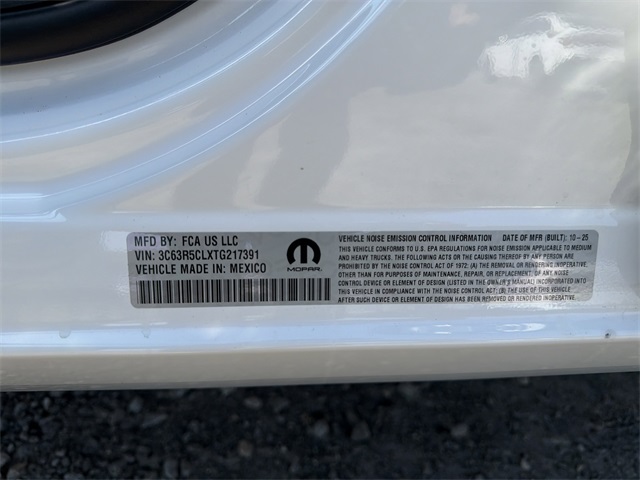 MFD BY: FCA US LLC
VIN: 3C63R5CLXTG217391
VEHICLE MADE IN: MEXICO
MOPAR.
VEHICLE NOISE EMISSION CONTROL INFORMATION DATE OF MFR (BUILT): 10-25
THIS VEHICLE CONFORMS TO U.S. EPA REGULATIONS FOR NOISE EMISSION APPLICABLE TO MEDIUM
AND HEAVY TRUCKS. THE FOLLOWING ACTS OR THE CAUSING THEREOF BY ANY PERSON ARE
PROHIBITED BY THE NOISE CONTROL ACT OF 1972: (A) THE REMOVAL OR RENDERING INOPERATIVE,
OTHER THAN FOR PURPOSES OF MAINTENANCE, REPAIR, OR REPLACEMENT, OF ANY NOISE
CONTROL DEVICE OR ELEMENT OF DESIGN (LISTED IN THE OWNER'S MANUAL) INCORPORATED
INTO THIS VEHICLE IN COMPLIANCE WITH THE NOISE CONTROL ACT; (B) THE USE OF THIS VEHICLE
AFTER SUCH DEVICE OR ELEMENT OF DESIGN HAS BEEN REMOVED OR RENDERED INOPERATIVE.